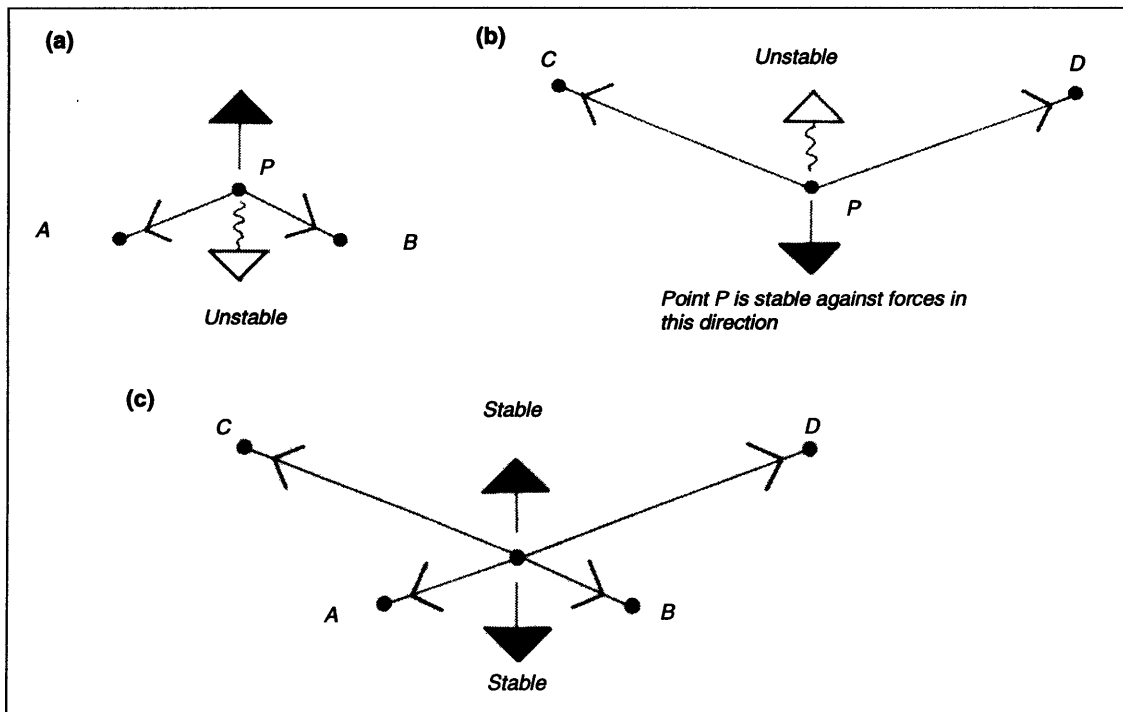 (a)
P
A
B
Unstable
(b)
C
Unstable
D
P
Point P is stable against forces in
this direction
(c)
C
Stable
D
A
B
Stable